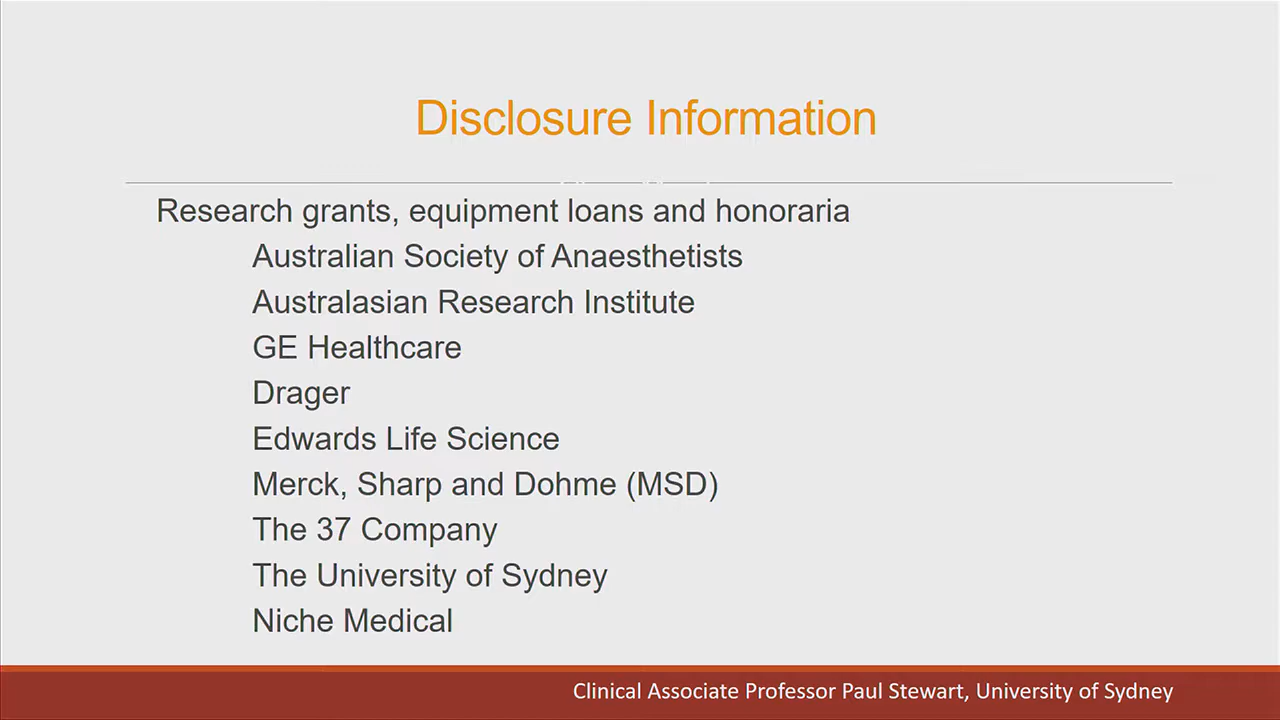 Disclosure Information
Research grants, equipment loans and honoraria
Australian Society of Anaesthetists
Australasian Research Institute
GE Healthcare
Drager
Edwards Life Science
Merck, Sharp and Dohme (MSD)
The 37 Company
The University of Sydney
Niche Medical
Clinical Associate Professor Paul Stewart, University of Sydney